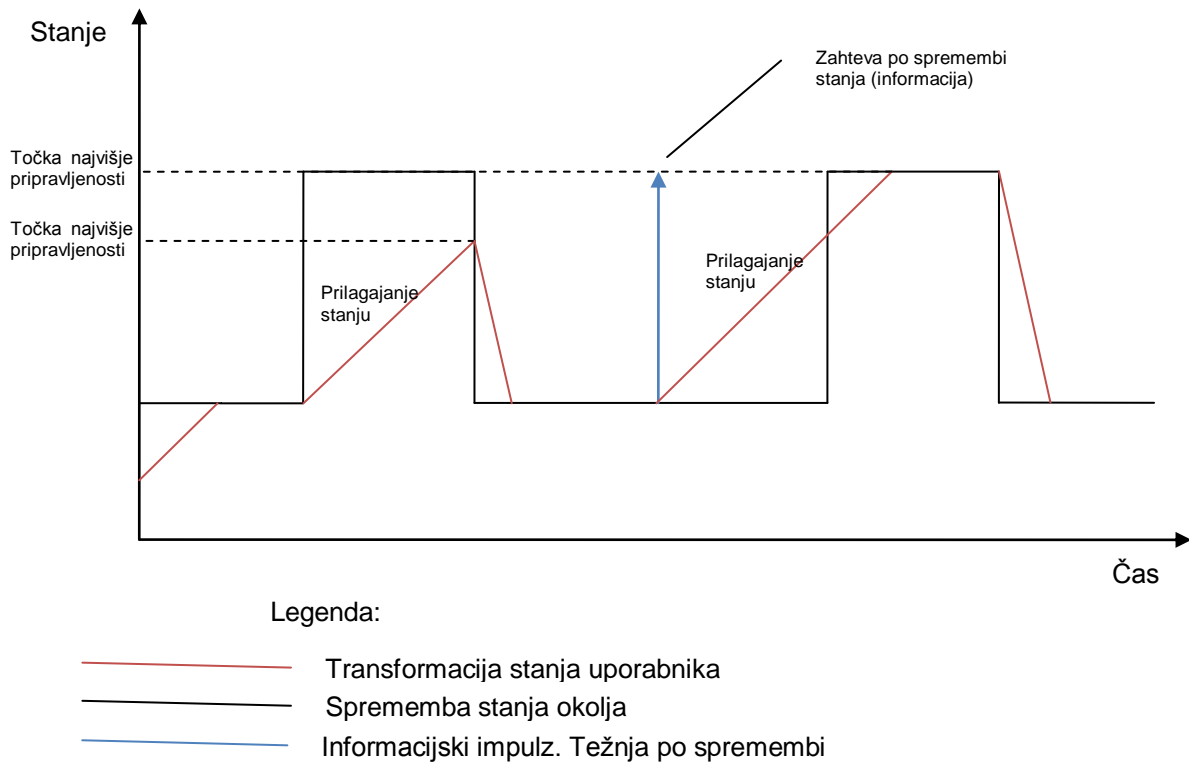 Stanje
Zahteva po spremembi
stanja (informacija)
Točka najvišje
pripravljenosti
Točka najvišje
pripravljenosti
Prilagajanje
stanju
Prilagajanje
stanju
Čas
Legenda:
Transformacija stanja uporabnika
Sprememba stanja okolja
Informacijski impulz. Težnja po spremembi